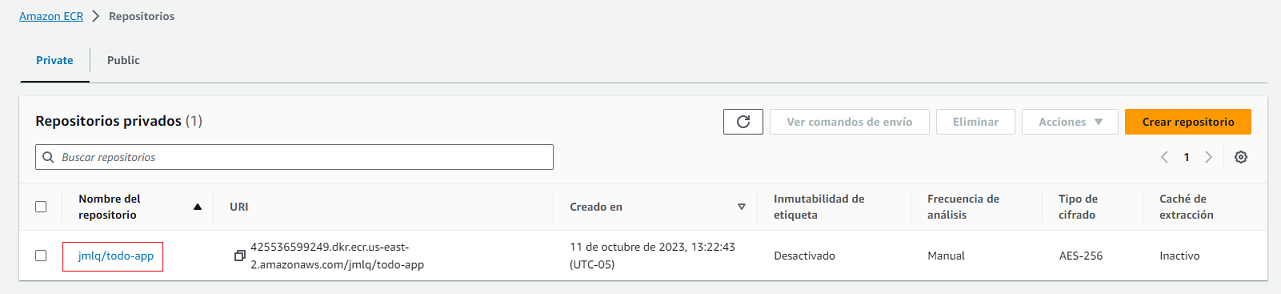 Amazon ECR > Repositorios
Private
Public
Repositorios privados (1)
Ver comandos de envío
Eliminar
Acciones
Crear repositorio
Buscar repositorios
1
Nombre del
repositorio
URI
Creado en
Inmutabilidad de
etiqueta
Frecuencia de
análisis
Tipo de
cifrado
Caché de
extracción
jmlq/todo-app
425536599249.dkr.ecr.us-east-
2.amazonaws.com/jmlq/todo-app
11 de octubre de 2023, 13:22:43
(UTC-05)
Desactivado
Manual
AES-256
Inactivo